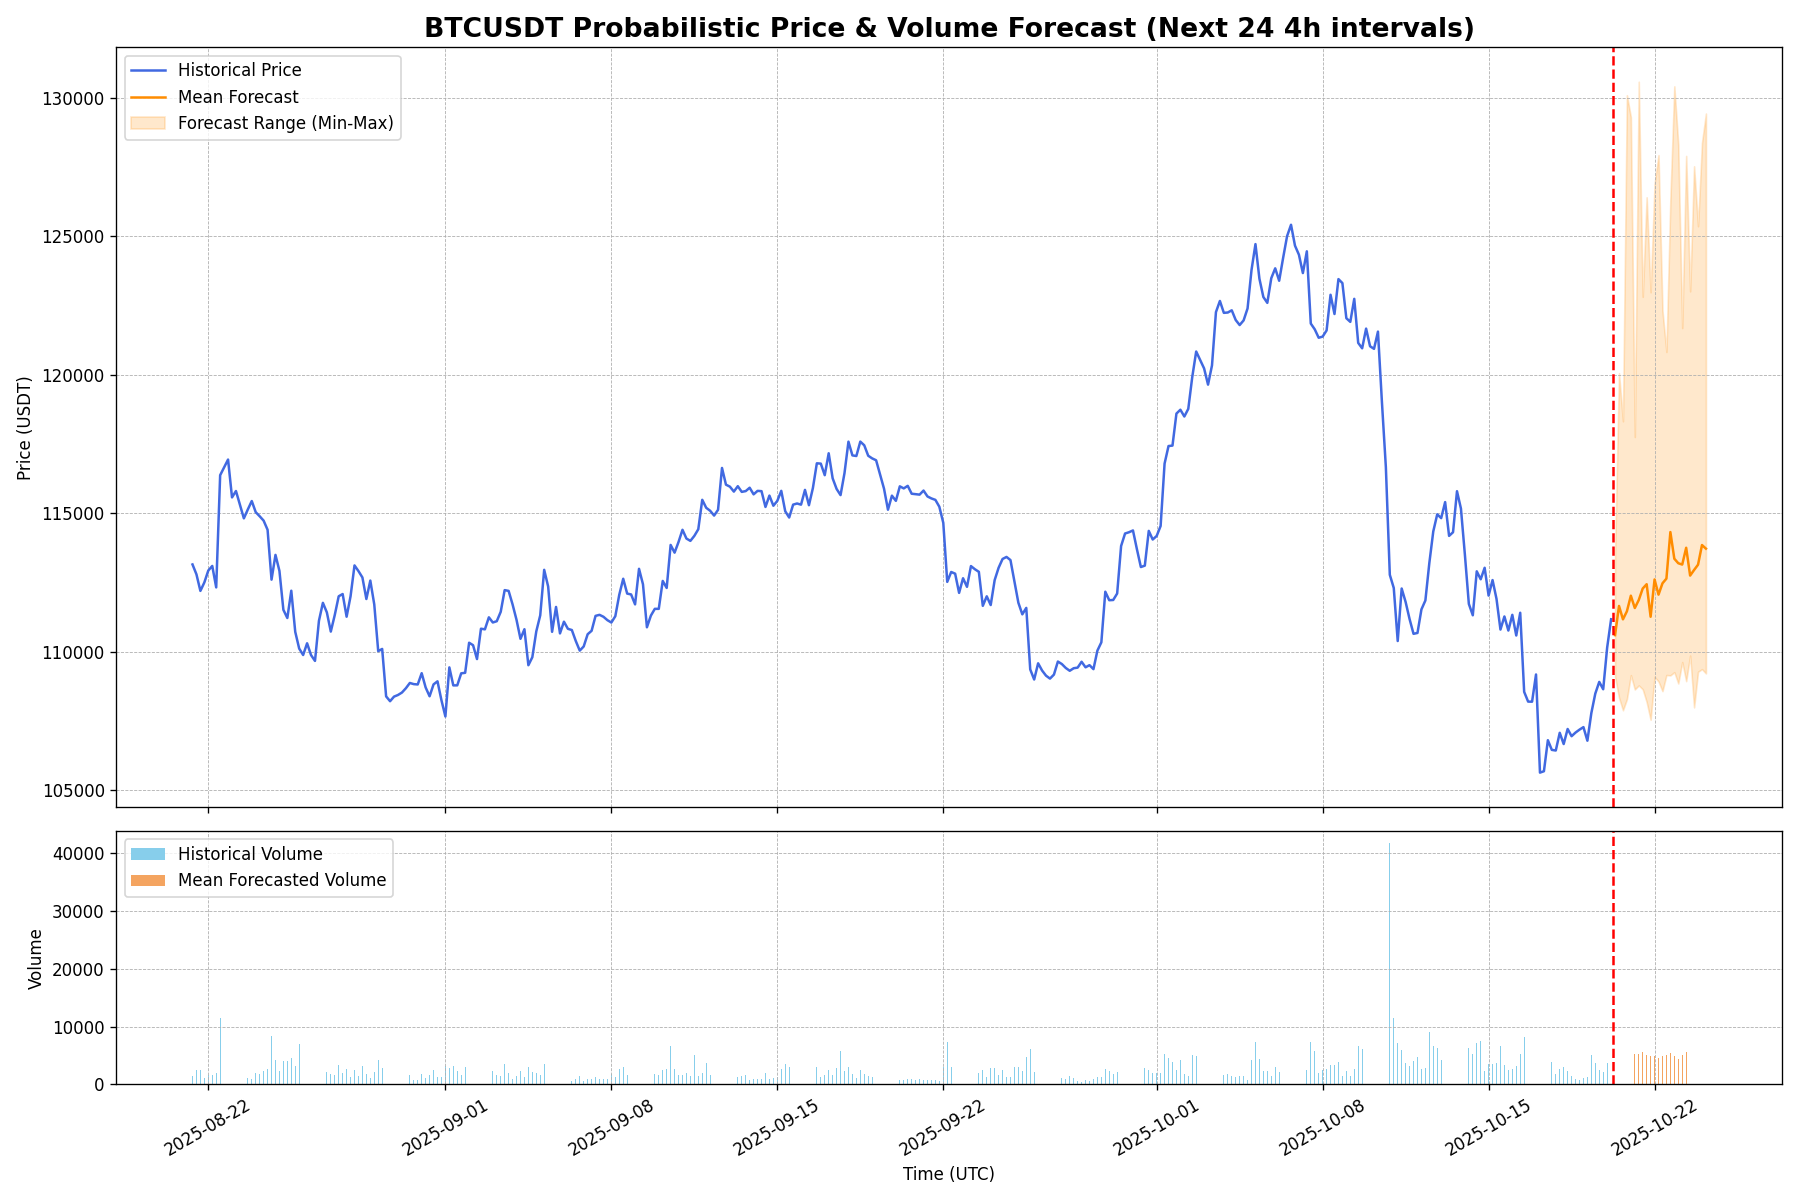 BTCUSDT Probabilistic Price & Volume Forecast (Next 24 4h intervals)
Historical Price
Mean Forecast
Forecast Range (Min-Max)
130000
125000
120000
115000
110000
105000
Price (USDT)
Historical Volume
Mean Forecasted Volume
40000
30000
20000
10000
0
Volume
2025-08-22
2025-09-01
2025-09-08
2025-09-15
2025-09-22
2025-10-01
2025-10-08
2025-10-15
2025-10-22
Time (UTC)